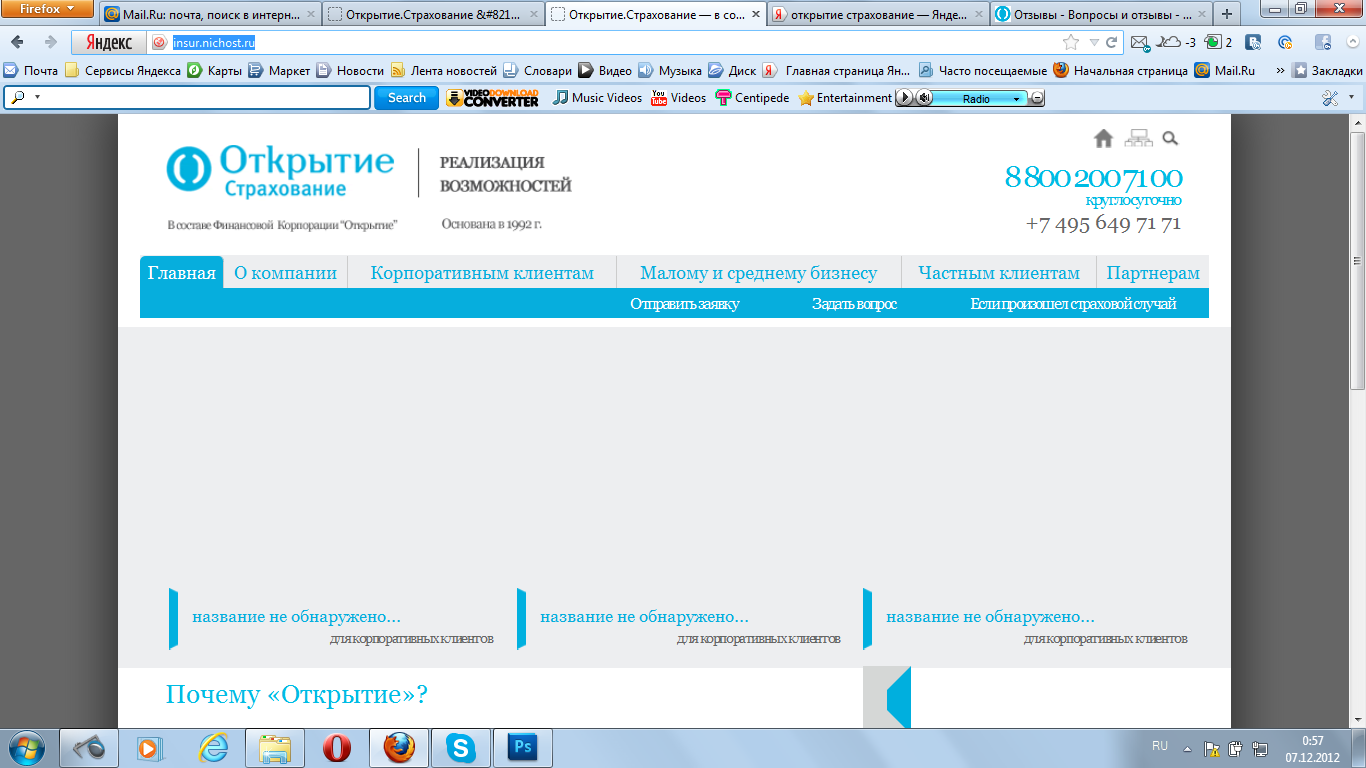 Firefox
Mail.Ru: почта, поиск в интерн...
Открытие.Страхование &#821...
Открытие.Страхование — в со...
открытие страхование — Янде...
Отзывы - Вопросы и отзывы - ...
Яндекс
insur.nichost.ru
-3
2
Почта
Сервисы Яндекса
Карты
Маркет
Новости
Лента новостей
Словари
Видео
Музыка
Диск
Главная страница Ян...
Часто посещаемые
Начальная страница
Mail.Ru
»
Закладки
Search
VIDEO DOWNLOAD
CONVERTER
Music Videos
Videos
Centipede
Entertainment
Radio
Открытие
Страхование
РЕАЛИЗАЦИЯ
ВОЗМОЖНОСТЕЙ
В составе Финансовой Корпорации “Открытие”
Основана в 1992 г.
8 800 200 71 00
круглосуточно
+7 495 649 71 71
Главная
О компании
Корпоративным клиентам
Малому и среднему бизнесу
Частным клиентам
Партнерам
Отправить заявку
Задать вопрос
Если произошел страховой случай
название не обнаружено...
для корпоративных клиентов
название не обнаружено...
для корпоративных клиентов
название не обнаружено...
для корпоративных клиентов
Почему «Открытие»?
Ps
RU
0:57
07.12.2012